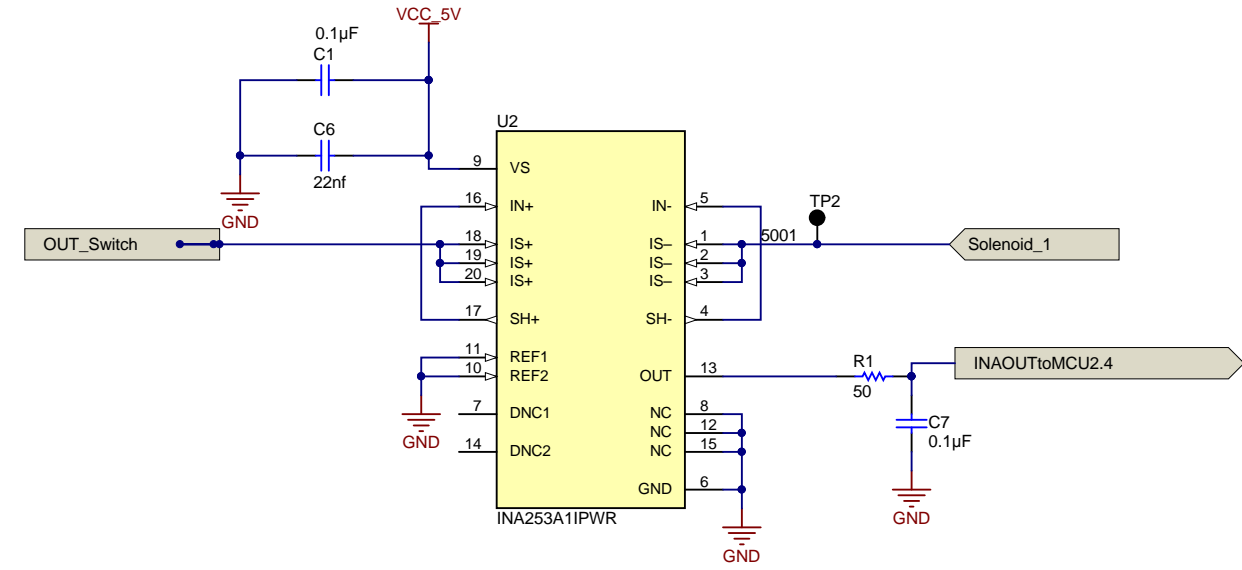 VCC_5V
0.1µF
C1
C6
22nf
GND
U2
9 VS
16 IN+
18 IS+
19 IS+
20 IS+
17 SH+
11 REF1
10 REF2
7 DNC1
14 DNC2
IN- 5
IS– 1
IS– 2
IS– 3
SH- 4
OUT 13
NC 8
NC 12
NC 15
GND 6
INA253A1IPWR
OUT_Switch
GND
TP2
5001
Solenoid_1
R1
50
INAOUTtoMCU2.4
C7
0.1µF
GND
GND